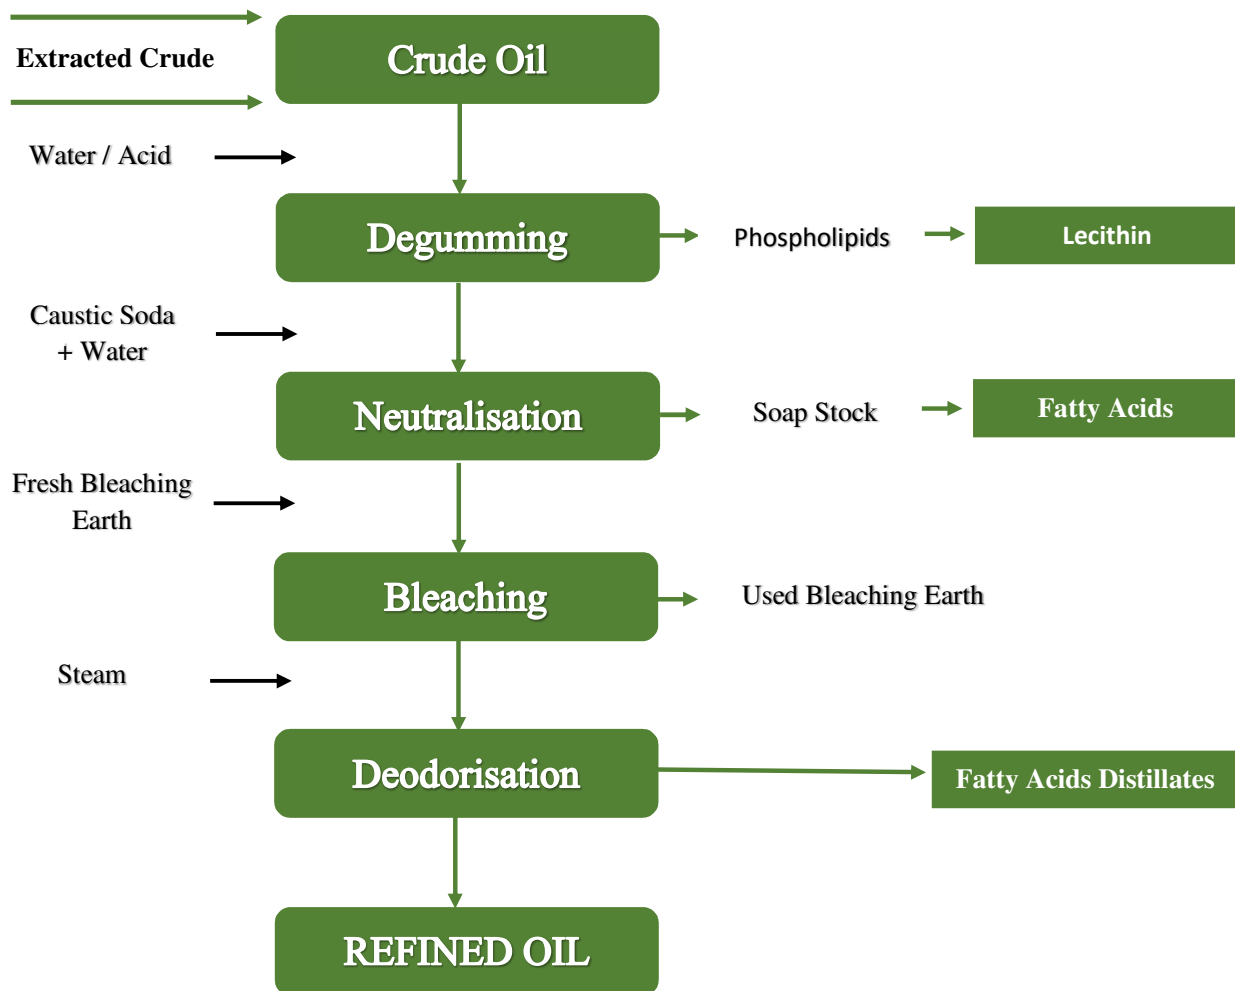 Extracted Crude
Crude Oil
Water / Acid
Degumming
Phospholipids
Lecithin
Caustic Soda
+ Water
Neutralisation
Soap Stock
Fatty Acids
Fresh Bleaching
Earth
Bleaching
Used Bleaching Earth
Steam
Deodorisation
Fatty Acids Distillates
REFINED OIL